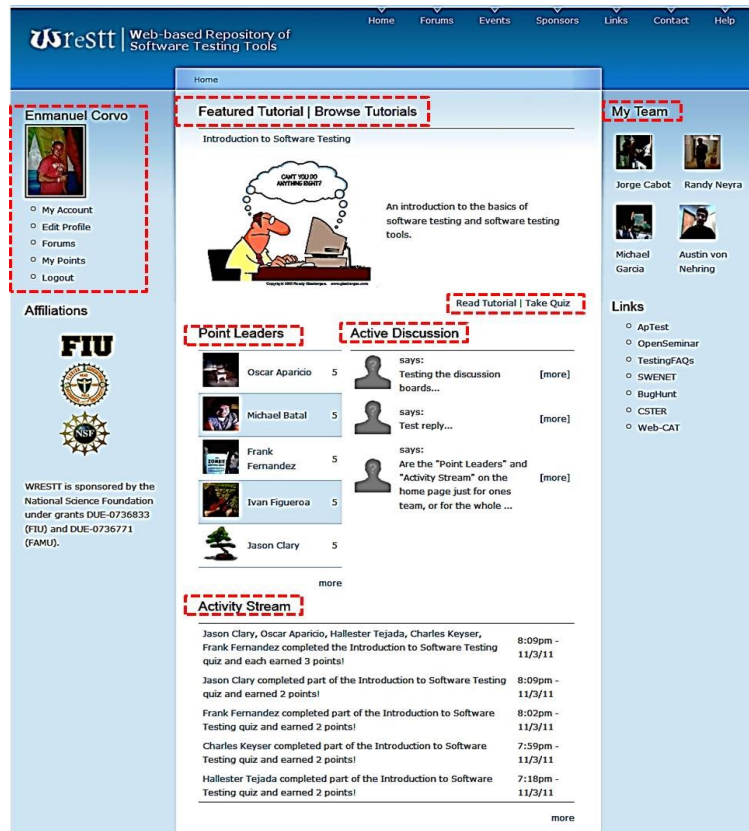 WreStt | Web-based Repository of
Software Testing Tools
Home Forums Events Sponsors Links Contact Help
Home
Enmanuel Corvo
My Account
Edit Profile
Forums
My Points
Logout
Affiliations
FIU
NSF
WRESTT is sponsored by the
National Science Foundation
under grants DUE-0736833
(FIU) and DUE-0736771
(FAMU).
Featured Tutorial | Browse Tutorials
Introduction to Software Testing
CAN'T YOU DO
ANYTHING RIGHT?
An introduction to the basics of
software testing and software testing
tools.
Read Tutorial | Take Quiz
Point Leaders
Oscar Aparicio 5
Michael Batal 5
Frank
Fernandez 5
Ivan Figueroa 5
Jason Clary 5
more
Active Discussion
says:
Testing the discussion
boards... [more]
says:
Test reply... [more]
says:
Are the "Point Leaders" and
"Activity Stream" on the [more]
home page just for ones
team, or for the whole ...
Activity Stream
Jason Clary, Oscar Aparicio, Hallester Tejada, Charles Keyser,
Frank Fernandez completed the Introduction to Software Testing
quiz and each earned 3 points!
8:09pm -
11/3/11
Jason Clary completed part of the Introduction to Software Testing
quiz and earned 2 points!
8:09pm -
11/3/11
Frank Fernandez completed part of the Introduction to Software
Testing quiz and earned 2 points!
8:02pm -
11/3/11
Charles Keyser completed part of the Introduction to Software
Testing quiz and earned 2 points!
7:59pm -
11/3/11
Hallester Tejada completed part of the Introduction to Software
Testing quiz and earned 2 points!
7:18pm -
11/3/11
more
My Team
Jorge Cabot Randy Neyra
Michael
Garcia
Austin von
Nehring
Links
ApTest
OpenSeminar
TestingFAQs
SWENET
BugHunt
CSTER
Web-CAT